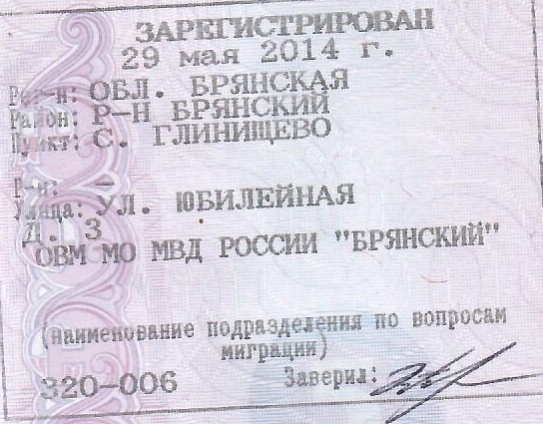 ЗАРЕГИСТРИРОВАН
29 мая 2014 г.
Рег-н: ОБЛ. БРЯНСКАЯ
Район: Р-Н БРЯНСКИЙ
Пункт: С. ГЛИНИЩЕВО
Р-н: -
Улица: УЛ. ЮБИЛЕЙНАЯ
Д. 3
ОВМ МО МВД РОССИИ "БРЯНСКИЙ"
(наименование подразделения по вопросам
миграции)
320-006 Заверил: